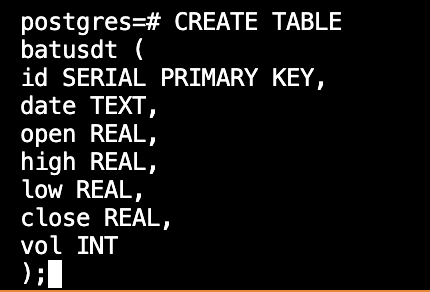 postgres=# CREATE TABLE
batusdt (
id SERIAL PRIMARY KEY,
date TEXT,
open REAL,
high REAL,
low REAL,
close REAL,
vol INT
);